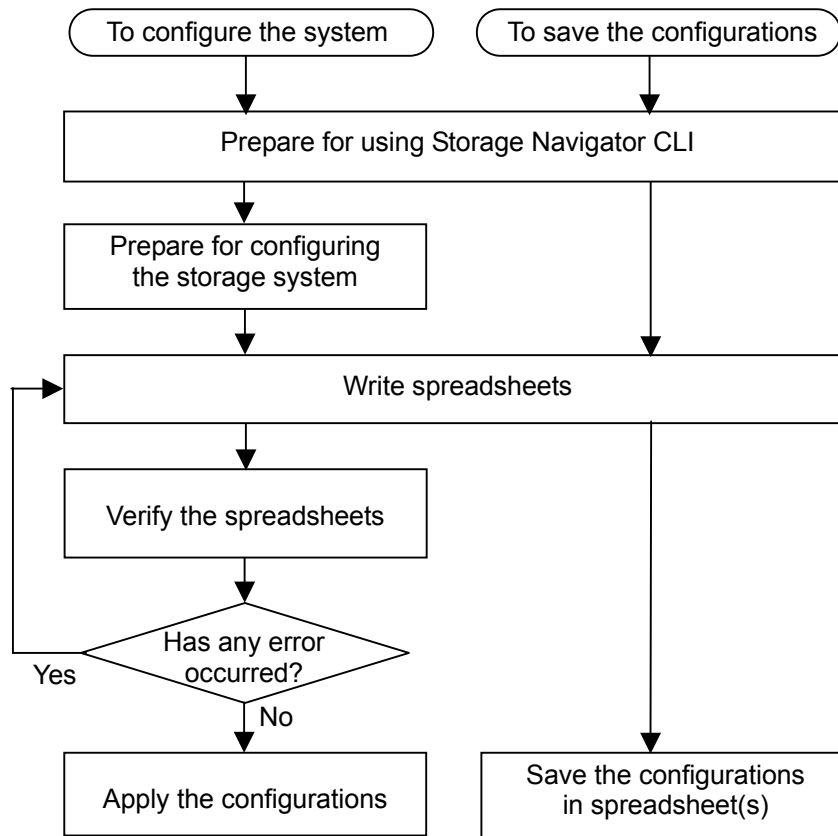 To configure the system
To save the configurations
Prepare for using Storage Navigator CLI
Prepare for configuring
the storage system
Write spreadsheets
Verify the spreadsheets
Has any error
occurred?
Yes
No
Apply the configurations
Save the configurations
in spreadsheet(s)